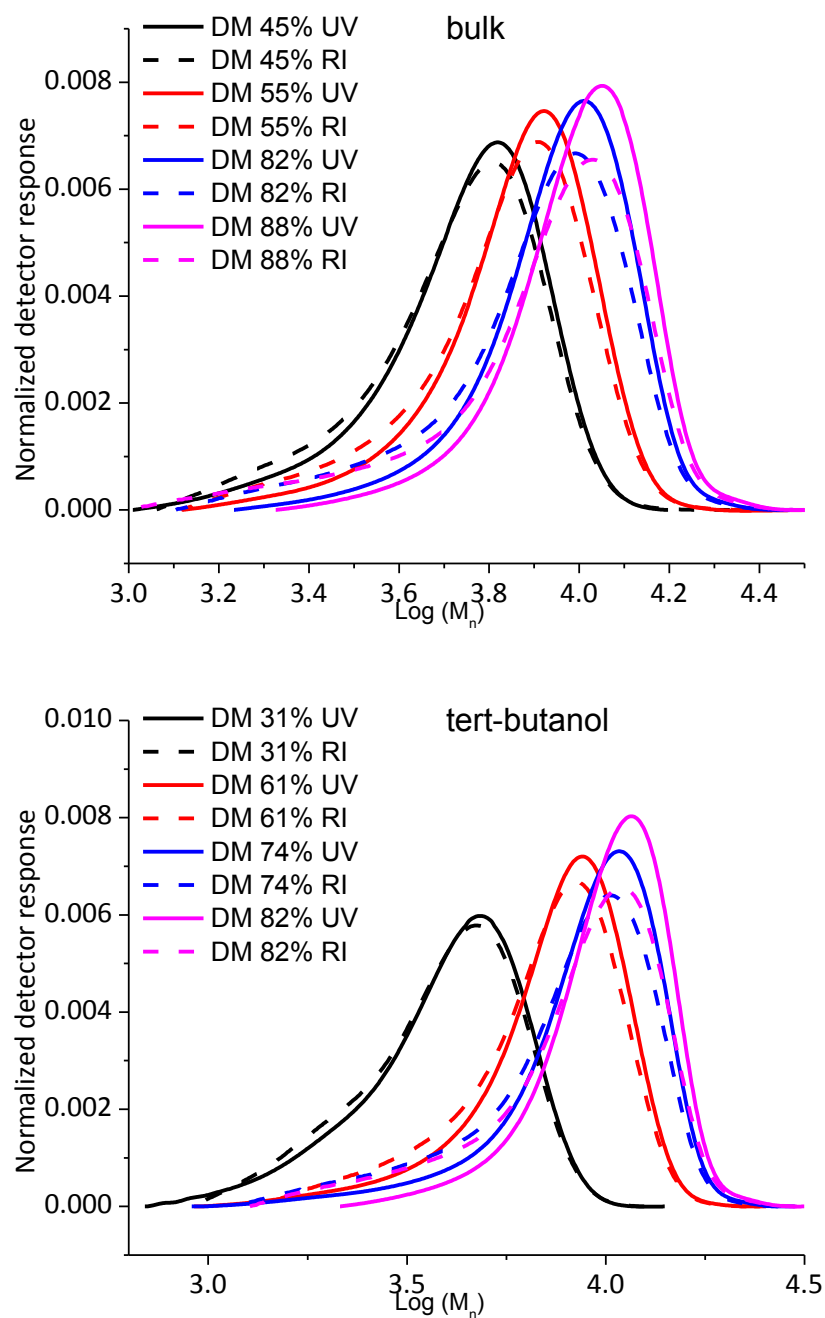 bulk
DM 45% UV
DM 45% RI
DM 55% UV
DM 55% RI
DM 82% UV
DM 82% RI
DM 88% UV
DM 88% RI
Normalized detector response
0.008
0.006
0.004
0.002
0.000
3.0 3.2 3.4 3.6 3.8 4.0 4.2 4.4
Log (Mn)
tert-butanol
DM 31% UV
DM 31% RI
DM 61% UV
DM 61% RI
DM 74% UV
DM 74% RI
DM 82% UV
DM 82% RI
Normalized detector response
0.010
0.008
0.006
0.004
0.002
0.000
3.0 3.5 4.0 4.5
Log (Mn)